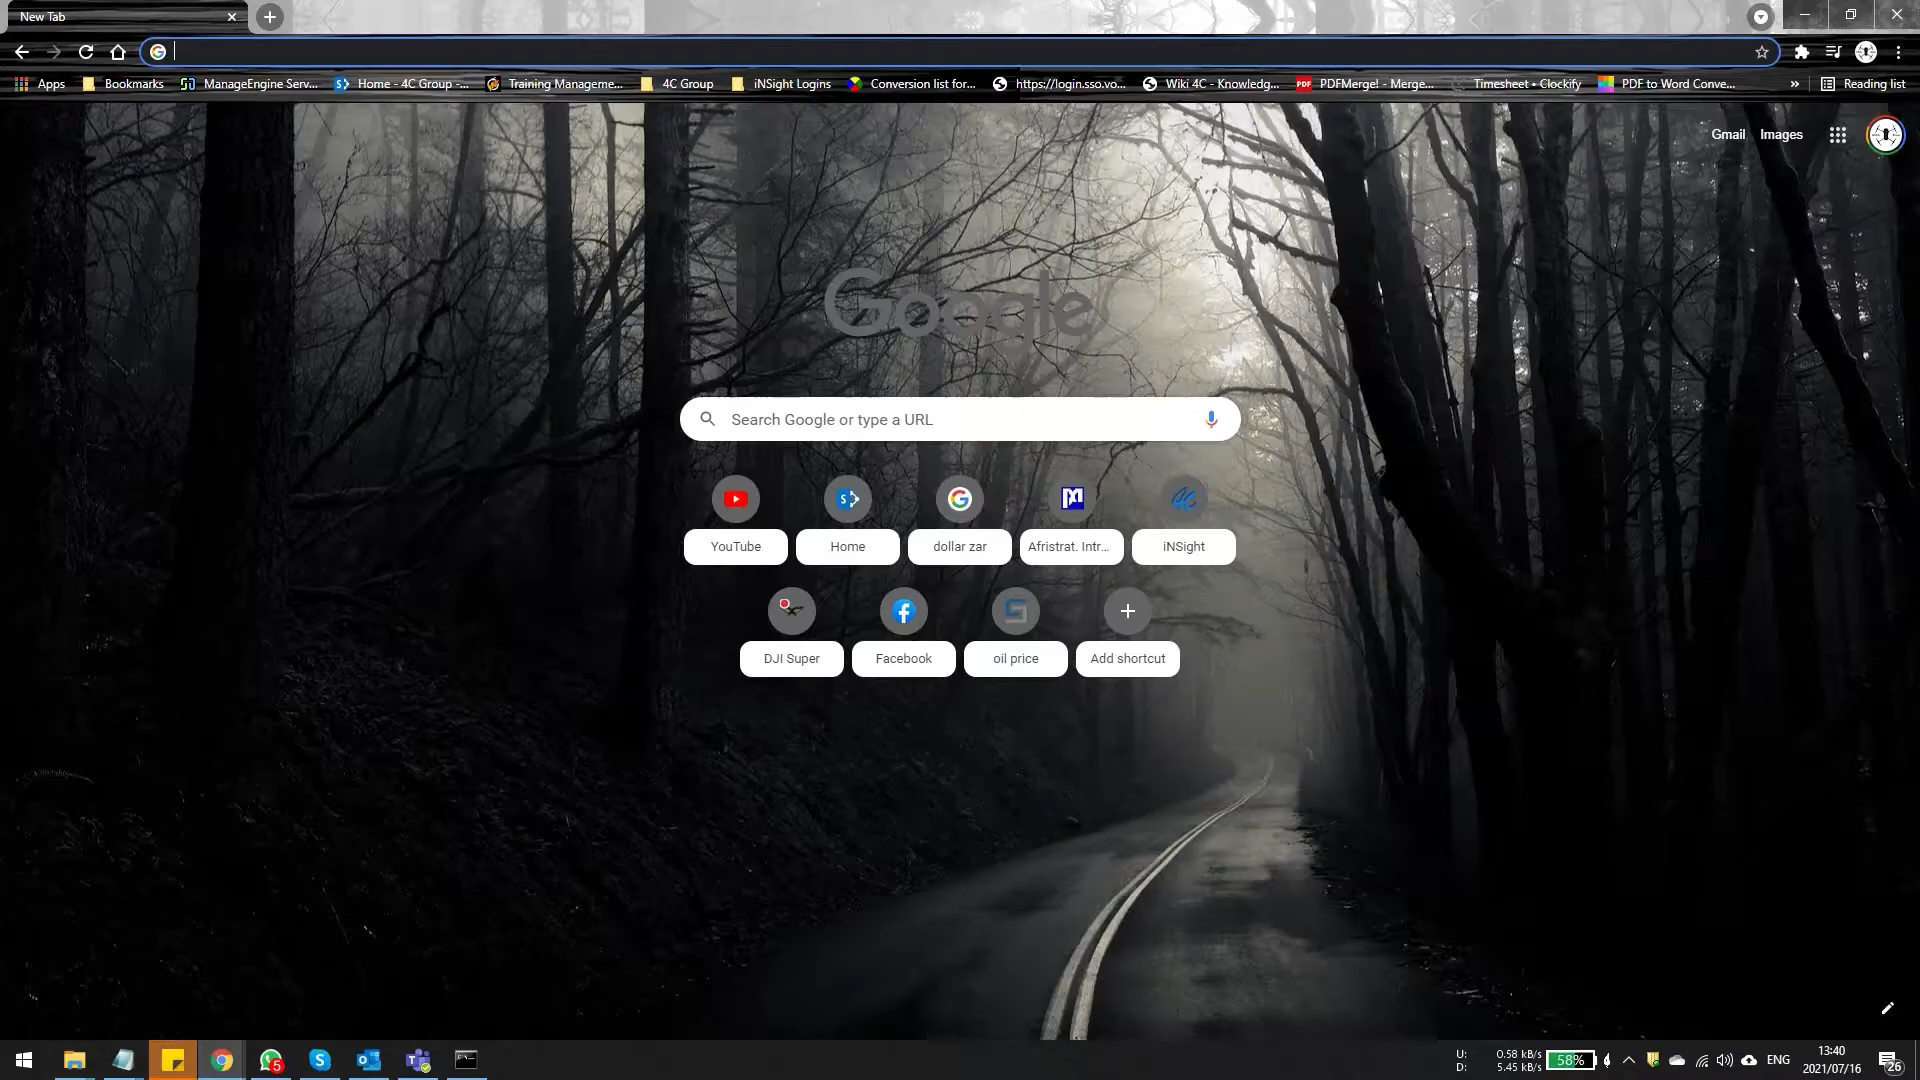 New Tab
Apps Bookmarks ManageEngine Serv... Home - 4C Group -... Training Manageme... 4C Group iNSight Logins Conversion list for... https://login.sso.vo... Wiki 4C - Knowledg... PDFMerge! - Merge... Timesheet • Clockify PDF to Word Conve... » Reading list
Gmail Images
Google
Search Google or type a URL
YouTube Home dollar zar Afristrat. Intr... iNSight
DJI Super Facebook oil price Add shortcut
U: 0.58 kB/s
D: 5.45 kB/s
58%
ENG
13:40
2021/07/16
5
26